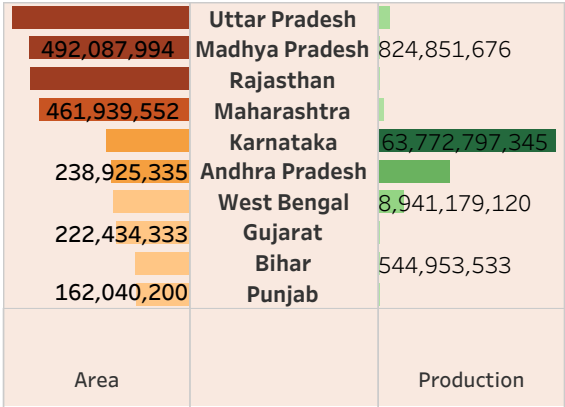 Uttar Pradesh
492,087,994 Madhya Pradesh 824,851,676
Rajasthan
461,939,552 Maharashtra
Karnataka 63,772,797,345
238,925,335 Andhra Pradesh
West Bengal 8,941,179,120
222,434,333 Gujarat
Bihar 544,953,533
162,040,200 Punjab
Area Production